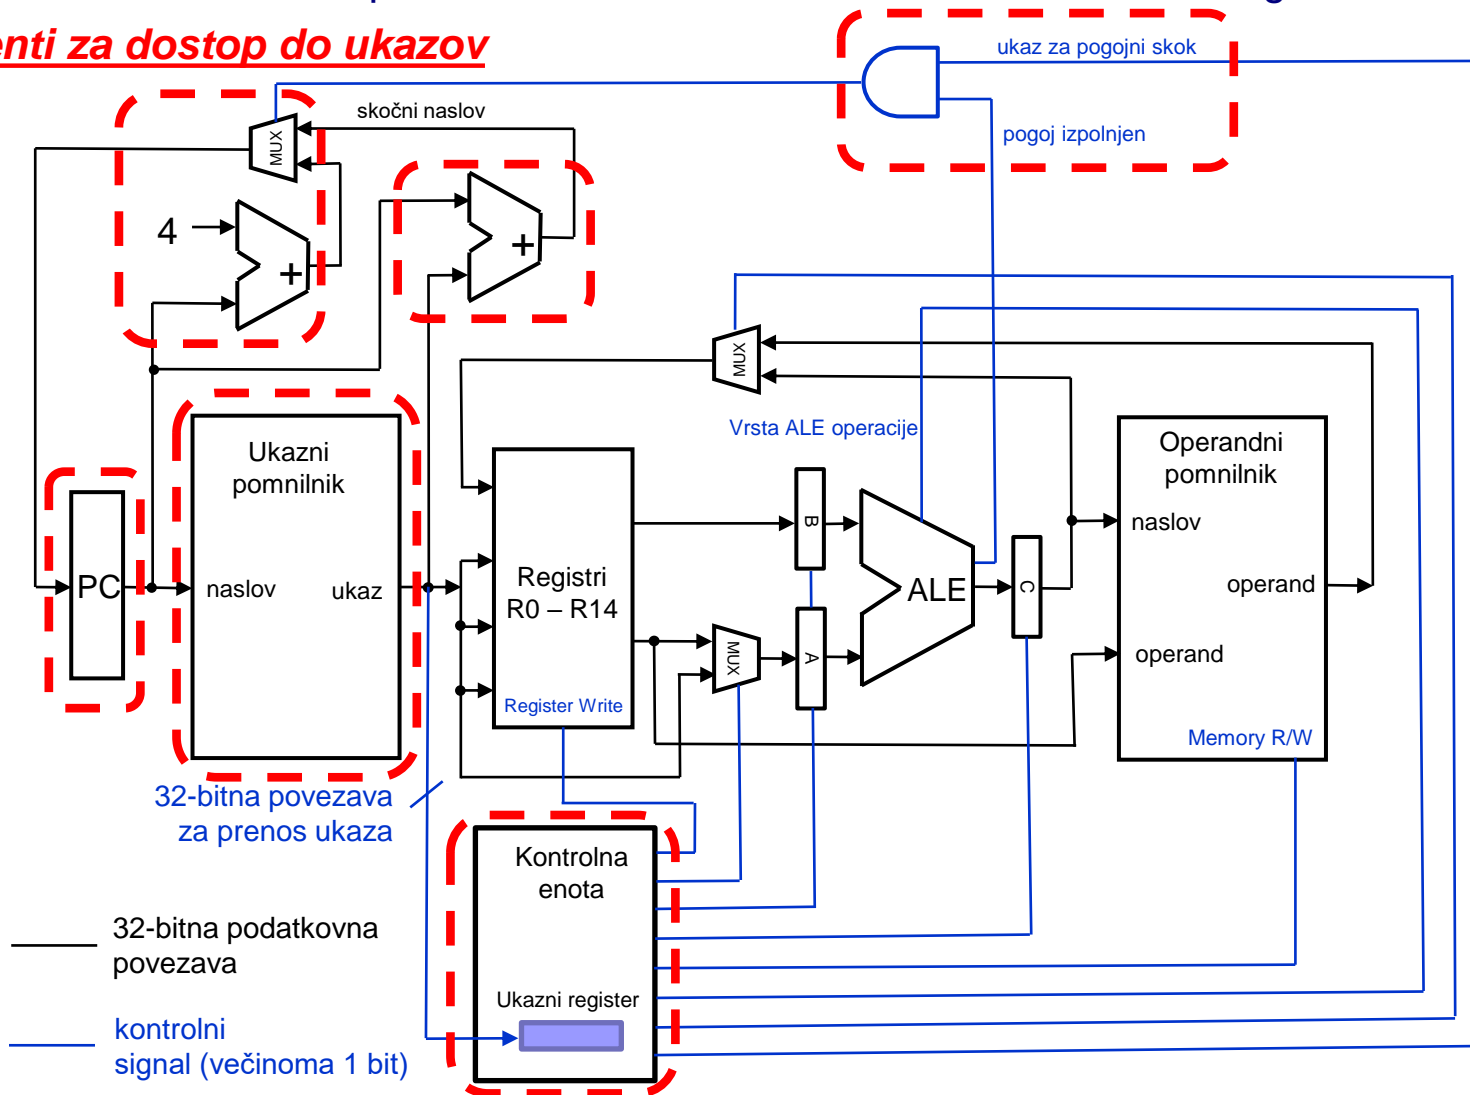 enti za dostop do ukazov
ukaz za pogojni skok
pogoj izpolnjen
skočni naslov
MUX
4
+
+
MUX
Vrsta ALE operacije
Ukazni
pomnilnik
naslov
ukaz
PC
Registri
R0 – R14
Register Write
B
A
MUX
ALE
C
Operandni
pomnilnik
naslov
operand
operand
Memory R/W
32-bitna povezava
za prenos ukaza
Kontrolna
enota
Ukazni register
32-bitna podatkovna
povezava
kontrolni
signal (večinoma 1 bit)